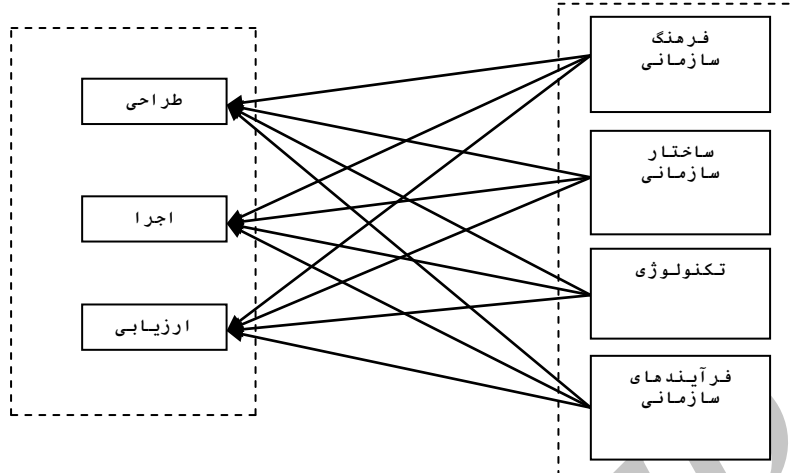 فرهنگ
سازمانی
ساختار
سازمانی
تکنولوژی
فرآیندهای
سازمانی
طراحی
اجرا
ارزیابی